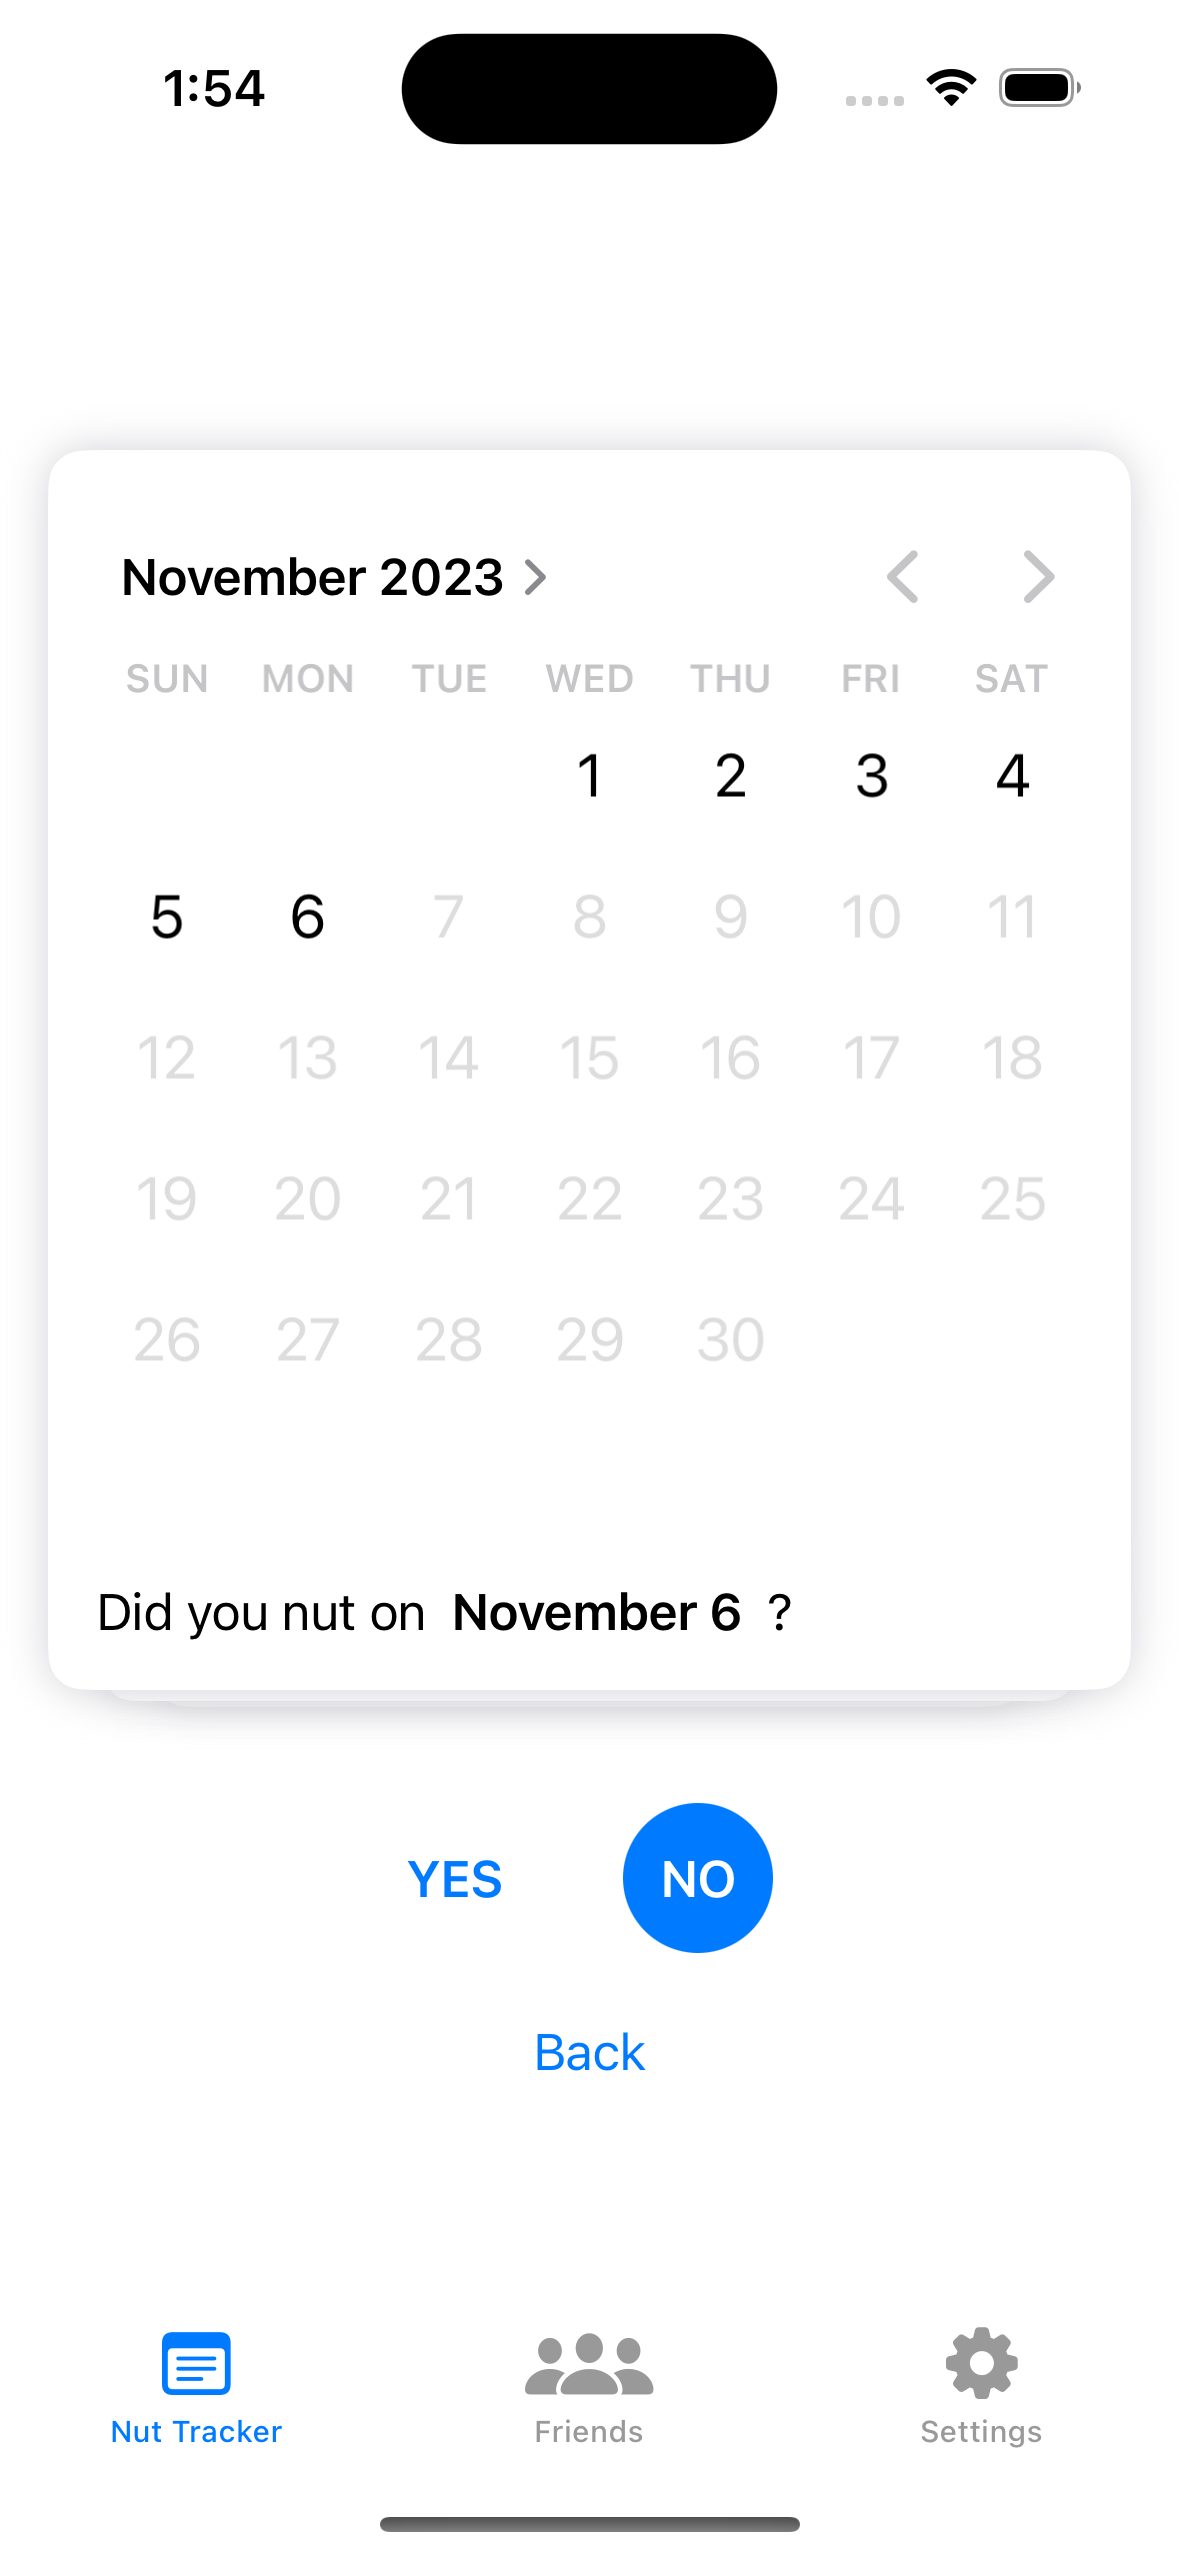 1:54
November 2023
SUN MON TUE WED THU FRI SAT
1 2 3 4
5 6 7 8 9 10 11
12 13 14 15 16 17 18
19 20 21 22 23 24 25
26 27 28 29 30
Did you nut on November 6 ?
YES NO
Back
Nut Tracker Friends Settings